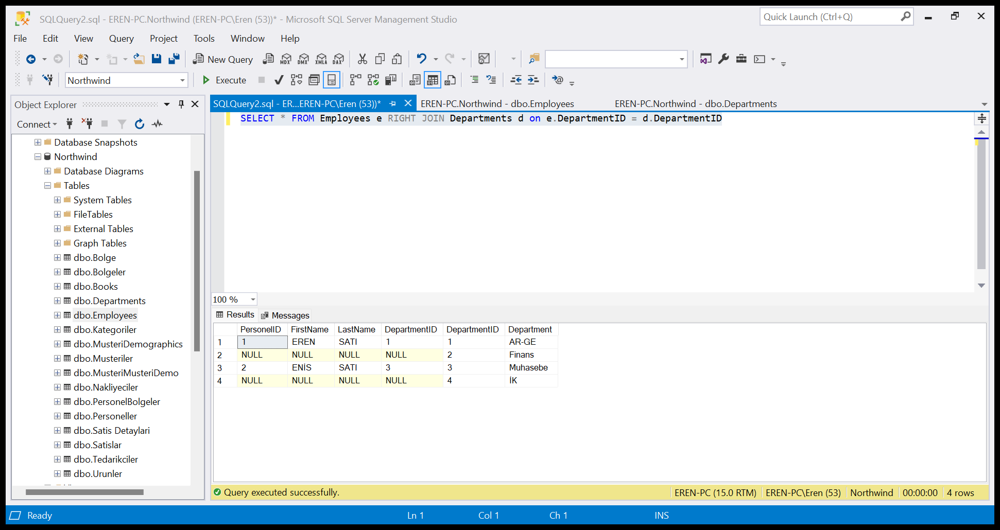 SQLQuery2.sql - EREN-PC.Northwind (EREN-PC\Eren (53))* - Microsoft SQL Server Management Studio
Quick Launch (Ctrl+Q)
File Edit View Query Project Tools Window Help
New Query MDX DMX XMLA DAX
Northwind Execute
Object Explorer
SQLQuery2.sql - ER...EREN-PC\Eren (53))* EREN-PC.Northwind - dbo.Employees EREN-PC.Northwind - dbo.Departments
Connect
Database Snapshots
Northwind
Database Diagrams
Tables
System Tables
FileTables
External Tables
Graph Tables
dbo.Bolge
dbo.Bolgeler
dbo.Books
dbo.Departments
dbo.Employees
dbo.Kategoriler
dbo.MusteriDemographics
dbo.Musteriler
dbo.MusteriMusteriDemo
dbo.Nakliyeciler
dbo.PersonelBolgeler
dbo.Personeller
dbo.Satis Detaylari
dbo.Satislar
dbo.Tedarikciler
dbo.Urunler
SELECT * FROM Employees e RIGHT JOIN Departments d on e.DepartmentID = d.DepartmentID
100 %
Results Messages
PersonelID FirstName LastName DepartmentID DepartmentID Department
1 1 EREN SATI 1 1 AR-GE
2 NULL NULL NULL NULL 2 Finans
3 2 ENİS SATI 3 3 Muhasebe
4 NULL NULL NULL NULL 4 İK
Query executed successfully. EREN-PC (15.0 RTM) EREN-PC\Eren (53) Northwind 00:00:00 4 rows
Ready Ln 1 Col 1 Ch 1 INS